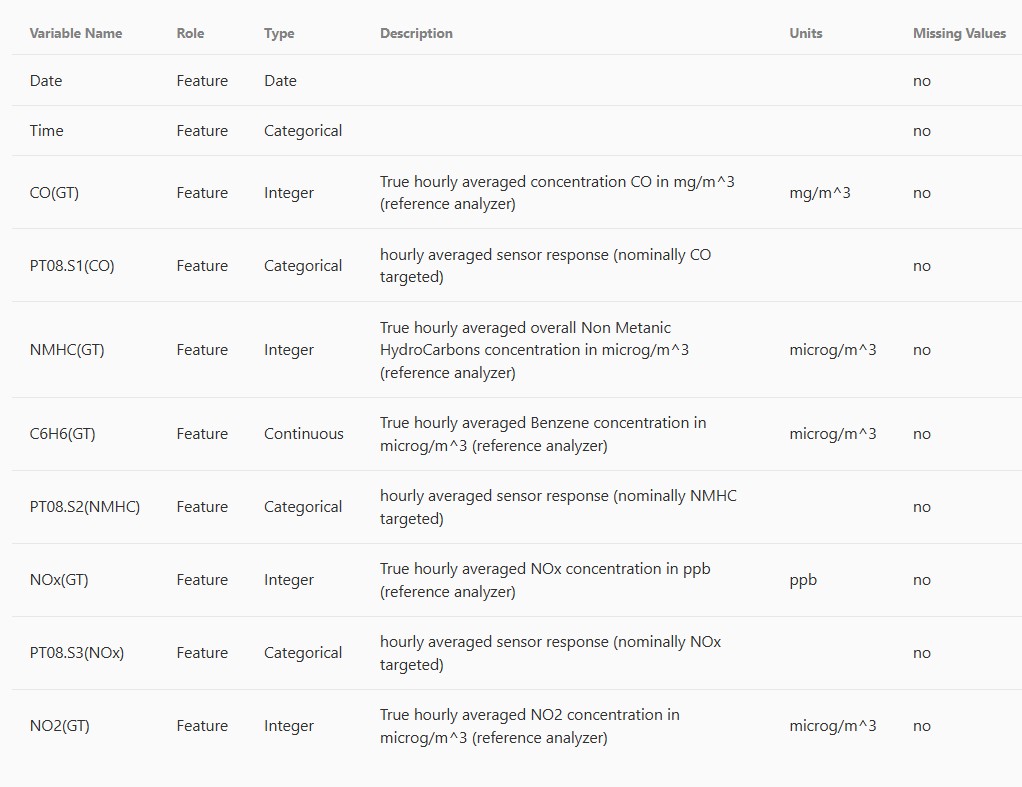 Variable Name Role Type Description Units Missing Values
Date Feature Date no
Time Feature Categorical no
CO(GT) Feature Integer True hourly averaged concentration CO in mg/m^3 mg/m^3 no
(reference analyzer)
PT08.S1(CO) Feature Categorical hourly averaged sensor response (nominally CO no
targeted)
NMHC(GT) Feature Integer True hourly averaged overall Non Metanic
HydroCarbons concentration in microg/m^3 microg/m^3 no
(reference analyzer)
C6H6(GT) Feature Continuous True hourly averaged Benzene concentration in microg/m^3 no
microg/m^3 (reference analyzer)
PT08.S2(NMHC) Feature Categorical hourly averaged sensor response (nominally NMHC no
targeted)
NOx(GT) Feature Integer True hourly averaged NOx concentration in ppb ppb no
(reference analyzer)
PT08.S3(NOx) Feature Categorical hourly averaged sensor response (nominally NOx no
targeted)
NO2(GT) Feature Integer True hourly averaged NO2 concentration in microg/m^3 no
microg/m^3 (reference analyzer)